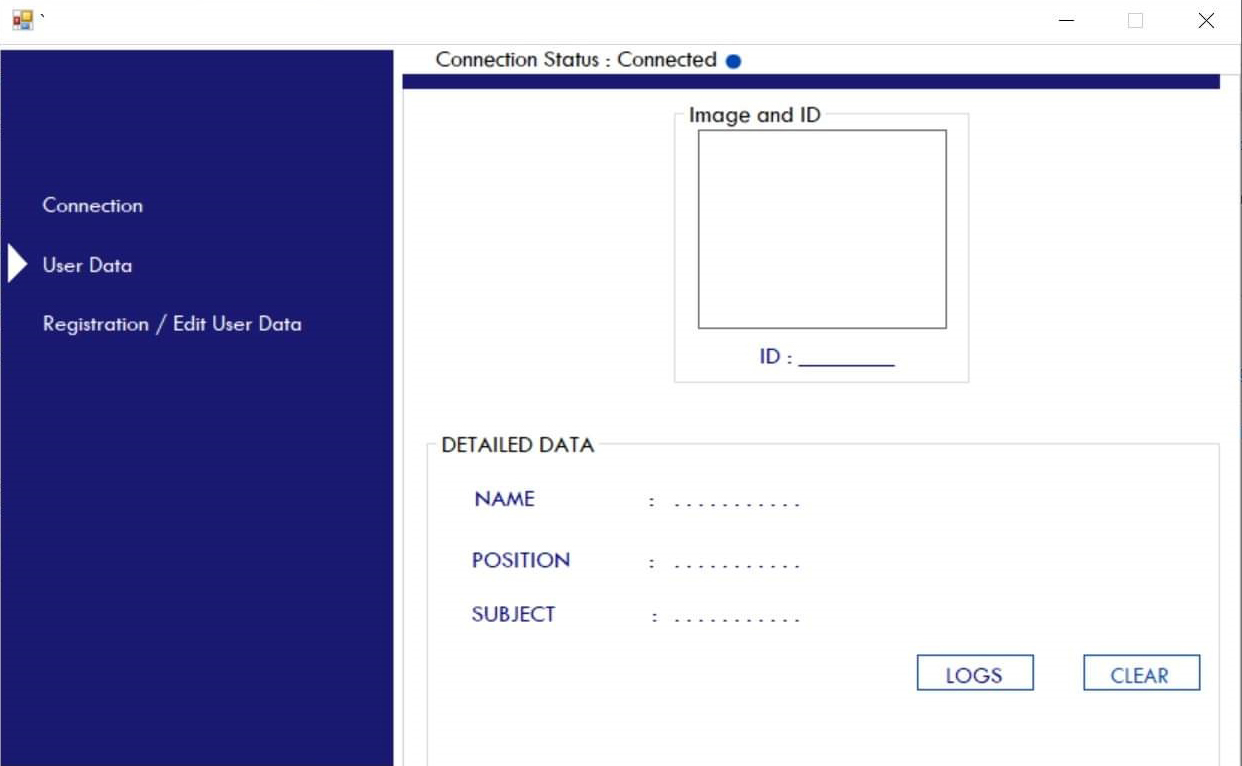 `
Connection Status : Connected
Connection
User Data
Registration / Edit User Data
Image and ID
ID : ________
DETAILED DATA
NAME : . . . . . . . . . . .
POSITION : . . . . . . . . . . .
SUBJECT : . . . . . . . . . . .
LOGS CLEAR